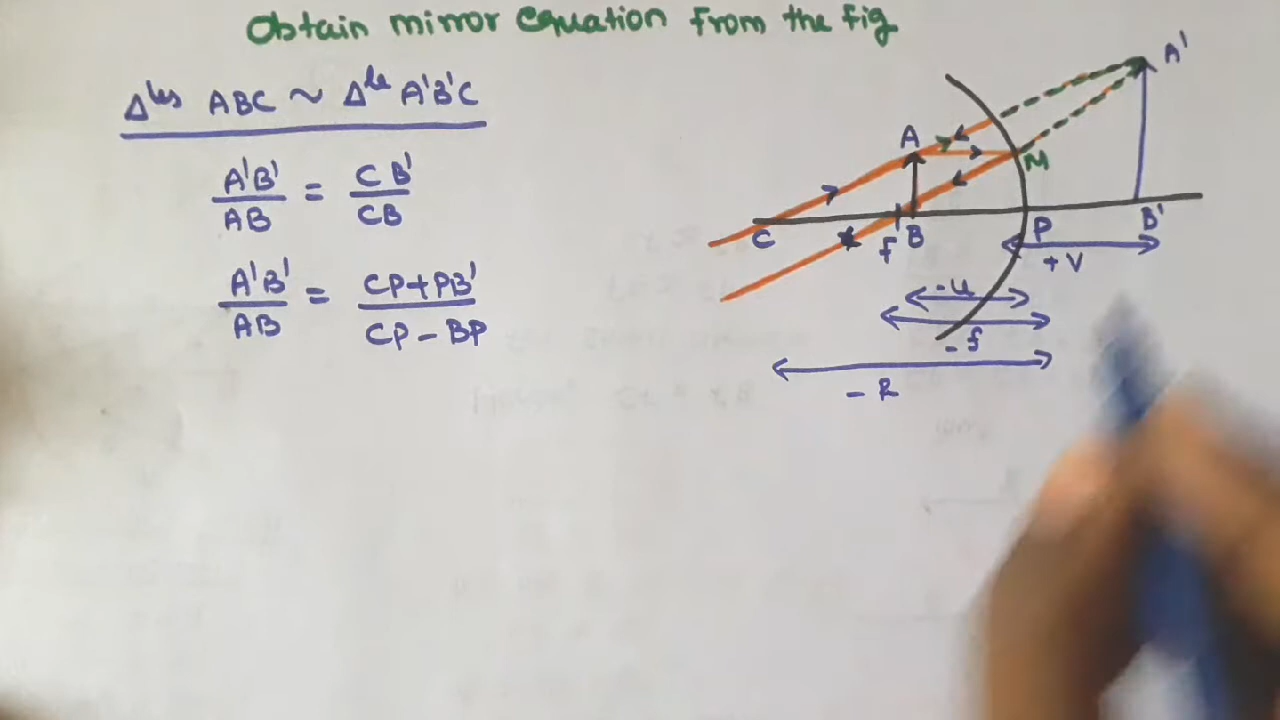 Obtain mirror equation from the fig
Δles ABC ~ Δle A'B'C
A'B'/AB = CB'/CB
A'B'/AB = CP+PB'/CP-BP
A'
A
M
C
f
B
P
B'
+V
-u
-f
-R